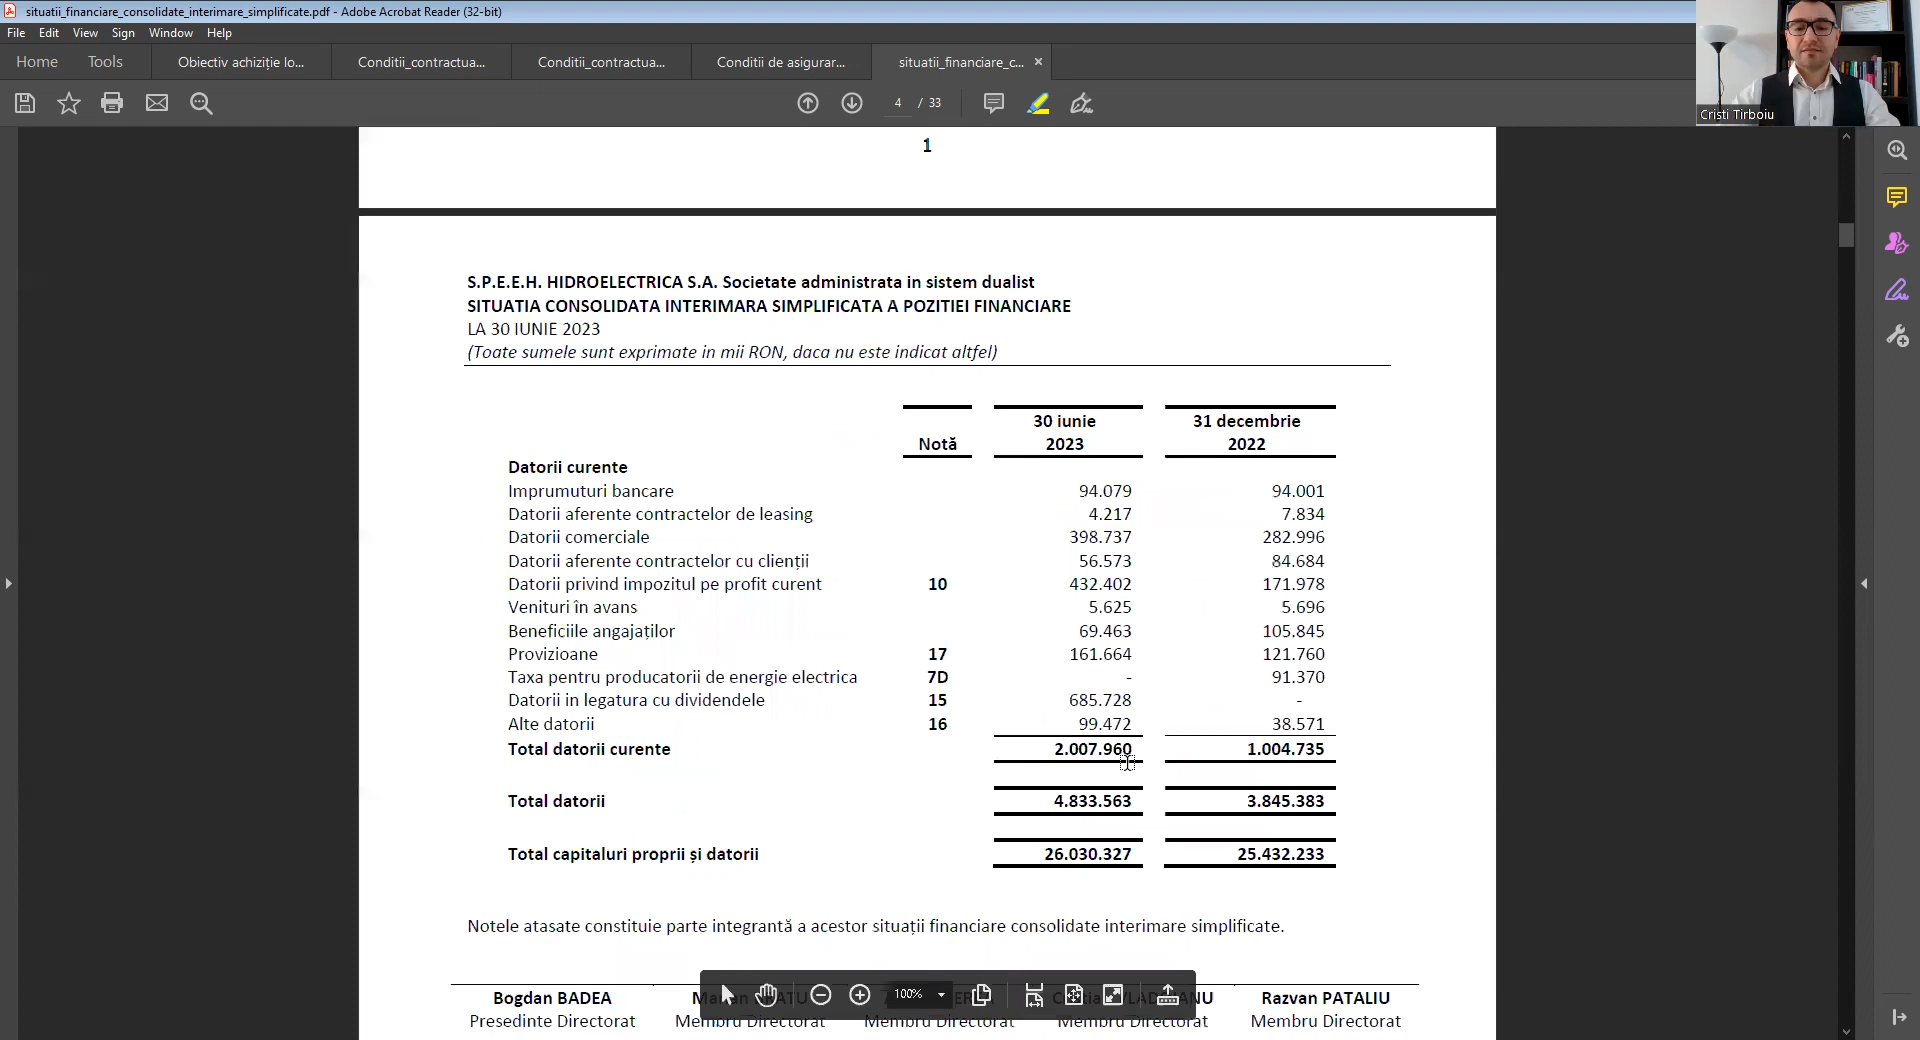 situatii_financiare_consolidate_interimare_simplificate.pdf - Adobe Acrobat Reader (32-bit)
File Edit View Sign Window Help
Home Tools Obiectiv achiziție lo... Conditii_contractua... Conditii_contractua... Conditii de asigurar... situatii_financiare_c... ×
4 / 33
Cristi Tirboiu
1
S.P.E.E.H. HIDROELECTRICA S.A. Societate administrata in sistem dualist
SITUATIA CONSOLIDATA INTERIMARA SIMPLIFICATA A POZITIEI FINANCIARE
LA 30 IUNIE 2023
(Toate sumele sunt exprimate in mii RON, daca nu este indicat altfel)
30 iunie 31 decembrie
Notă 2023 2022
Datorii curente
Imprumuturi bancare 94.079 94.001
Datorii aferente contractelor de leasing 4.217 7.834
Datorii comerciale 398.737 282.996
Datorii aferente contractelor cu clienții 56.573 84.684
Datorii privind impozitul pe profit curent 10 432.402 171.978
Venituri în avans 5.625 5.696
Beneficiile angajaților 69.463 105.845
Provizioane 17 161.664 121.760
Taxa pentru producatorii de energie electrica 7D - 91.370
Datorii in legatura cu dividendele 15 685.728 -
Alte datorii 16 99.472 38.571
Total datorii curente 2.007.960 1.004.735
Total datorii 4.833.563 3.845.383
Total capitaluri proprii și datorii 26.030.327 25.432.233
Notele atasate constituie parte integrantă a acestor situații financiare consolidate interimare simplificate.
100%
Bogdan BADEA Razvan PATALIU
Presedinte Directorat Membru Directorat Membru Directorat Membru Directorat Membru Directorat